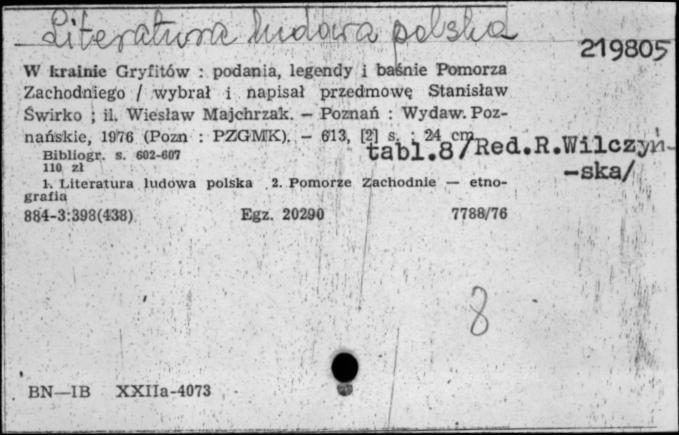 Literatura ludowa polska
219805
W krainie Gryfitów : podania, legendy i baśnie Pomorza
Zachodniego / wybrał i napisał przedmowę Stanisław
Świrko ; il. Wiesław Majchrzak. – Poznań : Wydaw. Poz-
nańskie, 1976 (Pozn : PZGMK). – 613, [2] s. : 24 cm
tabl.8/Red.R.Wilczyń-
-ska/
Bibliogr. s. 602-607
110 zł
1. Literatura ludowa polska 2. Pomorze Zachodnie — etno-
grafia
884-3:398(438) Egz. 20290 7788/76
8
BN—IB XXIIa-4073